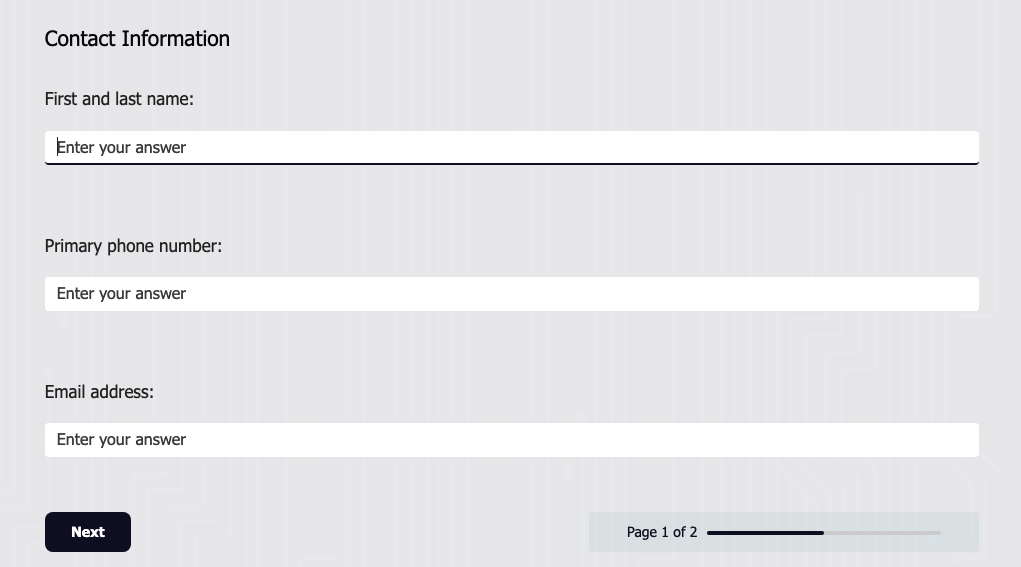 Contact Information
First and last name:
Enter your answer
Primary phone number:
Enter your answer
Email address:
Enter your answer
Next
Page 1 of 2